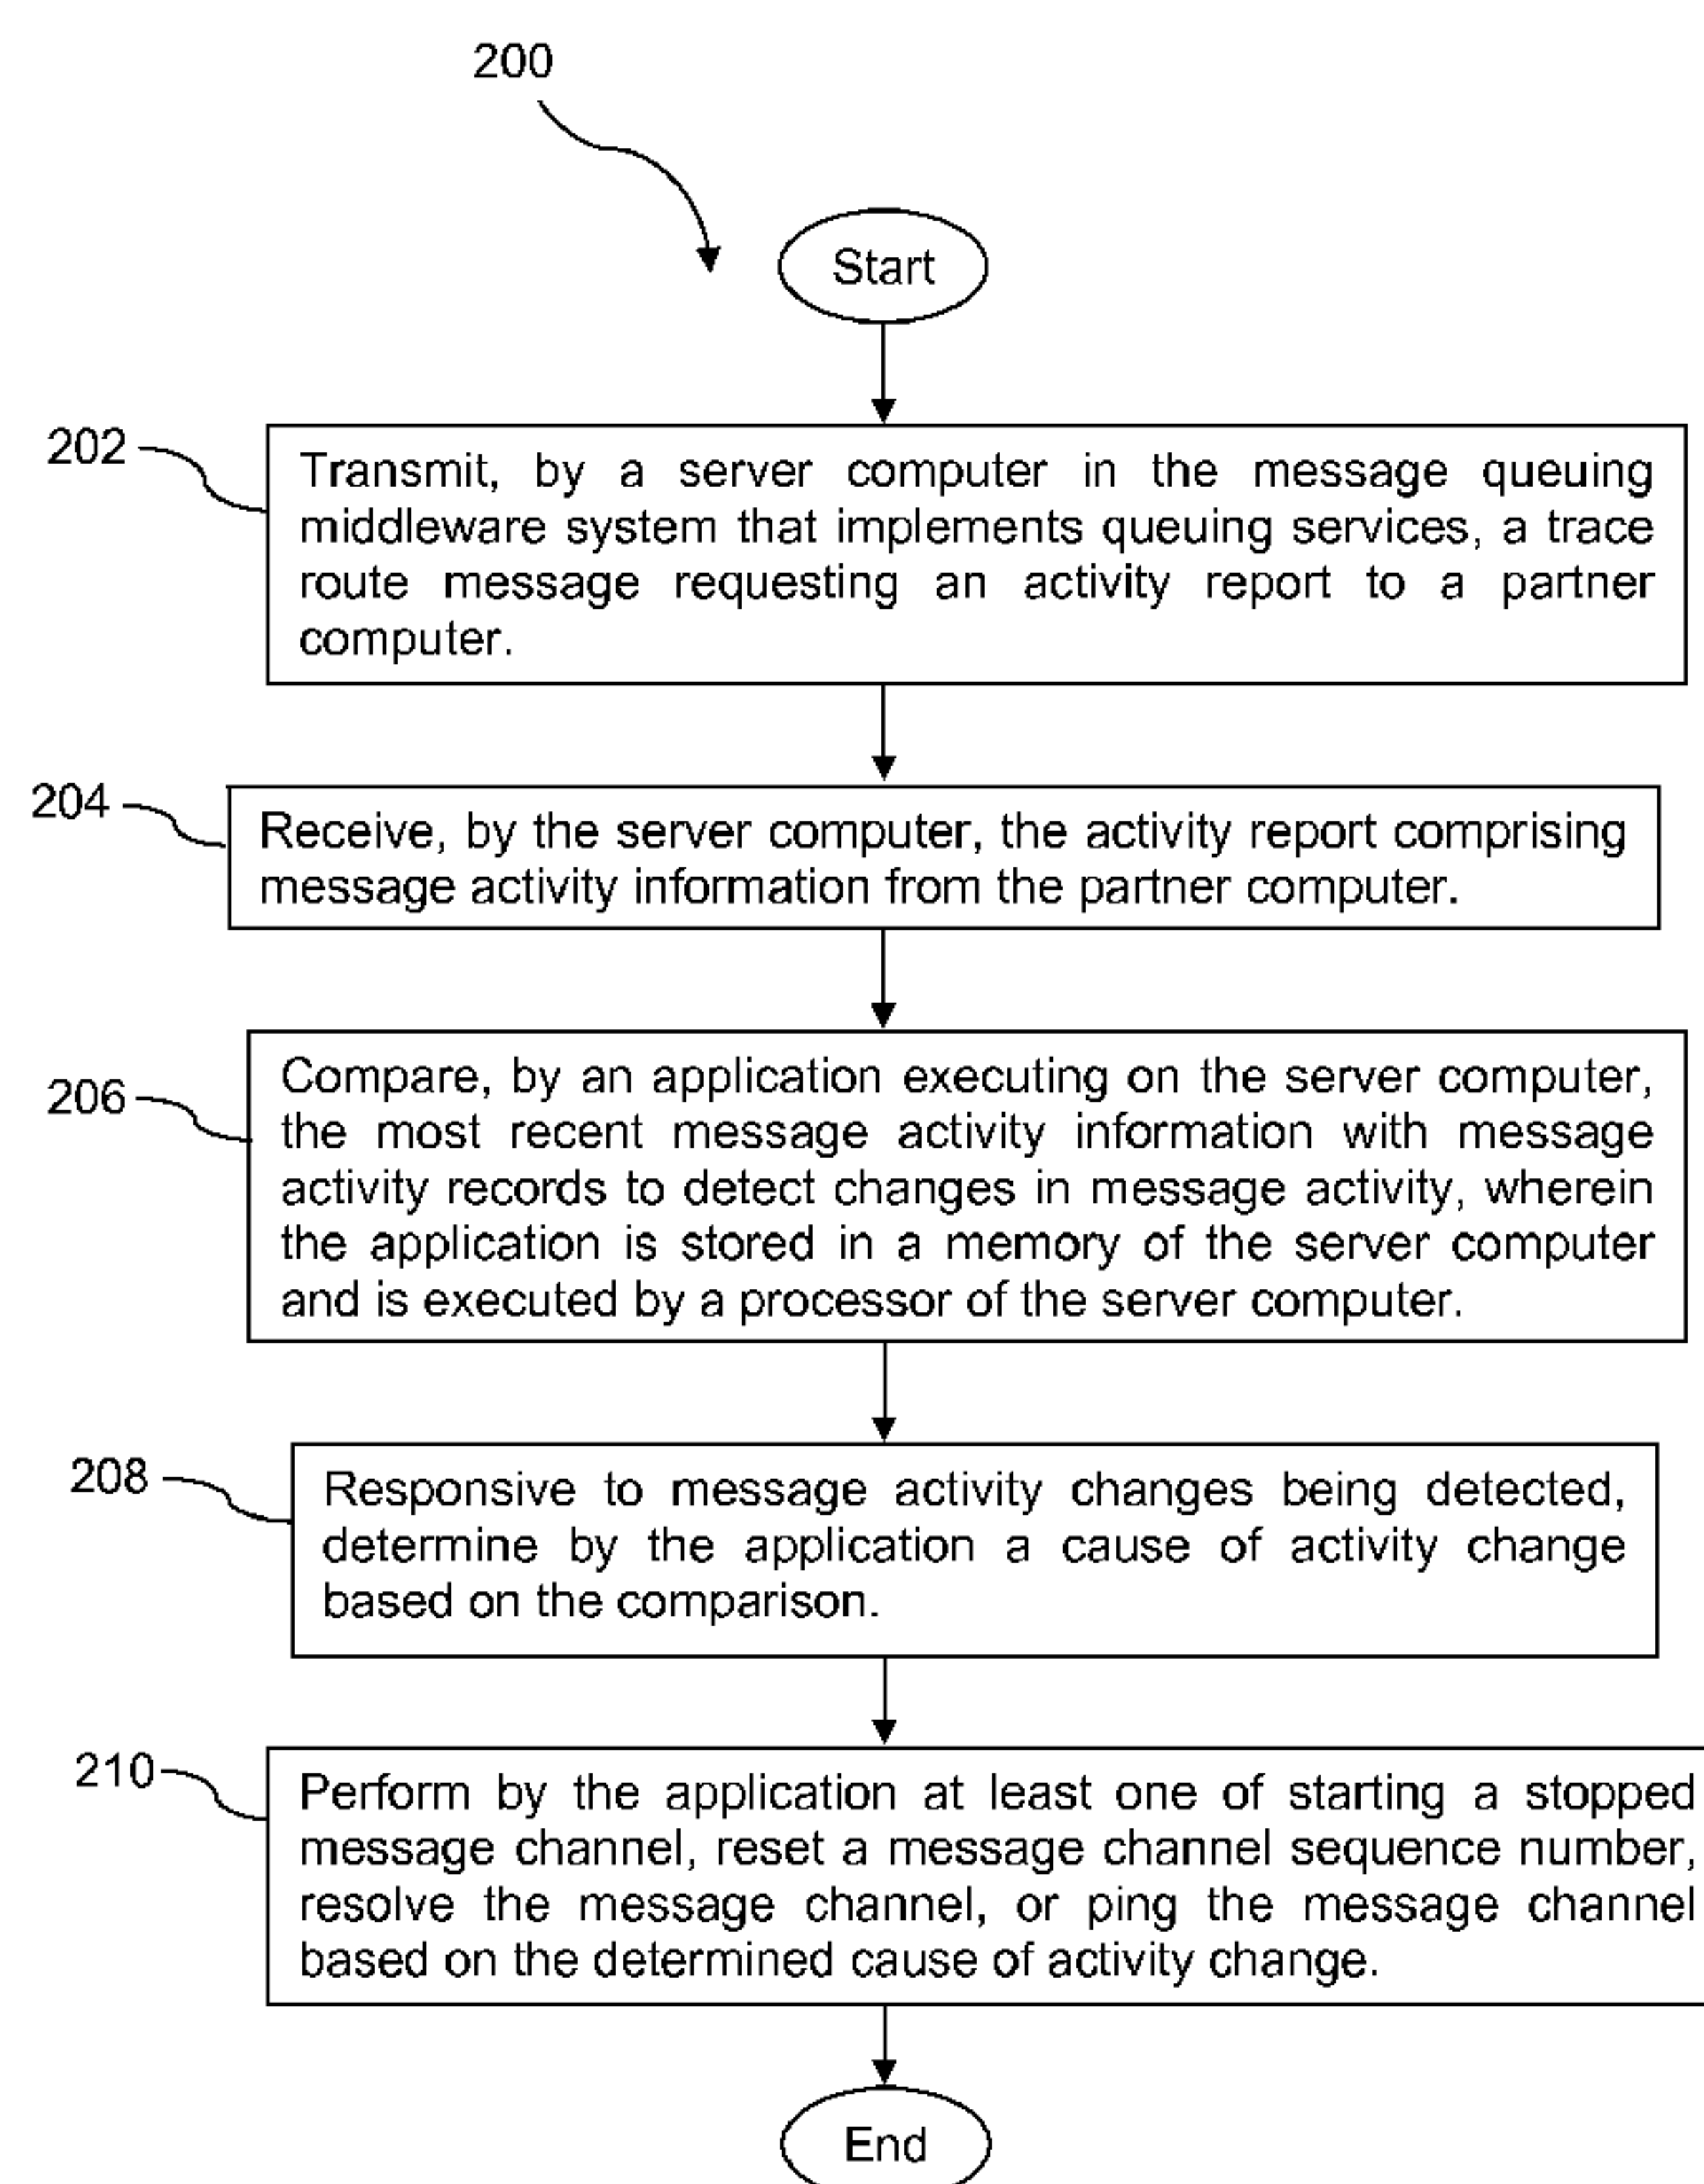 200
Start
202
Transmit, by a server computer in the message queuing
middleware system that implements queuing services, a trace
route message requesting an activity report to a partner
computer.
204
Receive, by the server computer, the activity report comprising
message activity information from the partner computer.
206
Compare, by an application executing on the server computer,
the most recent message activity information with message
activity records to detect changes in message activity, wherein
the application is stored in a memory of the server computer
and is executed by a processor of the server computer.
208
Responsive to message activity changes being detected,
determine by the application a cause of activity change
based on the comparison.
210
Perform by the application at least one of starting a stopped
message channel, reset a message channel sequence number,
resolve the message channel, or ping the message channel
based on the determined cause of activity change.
End